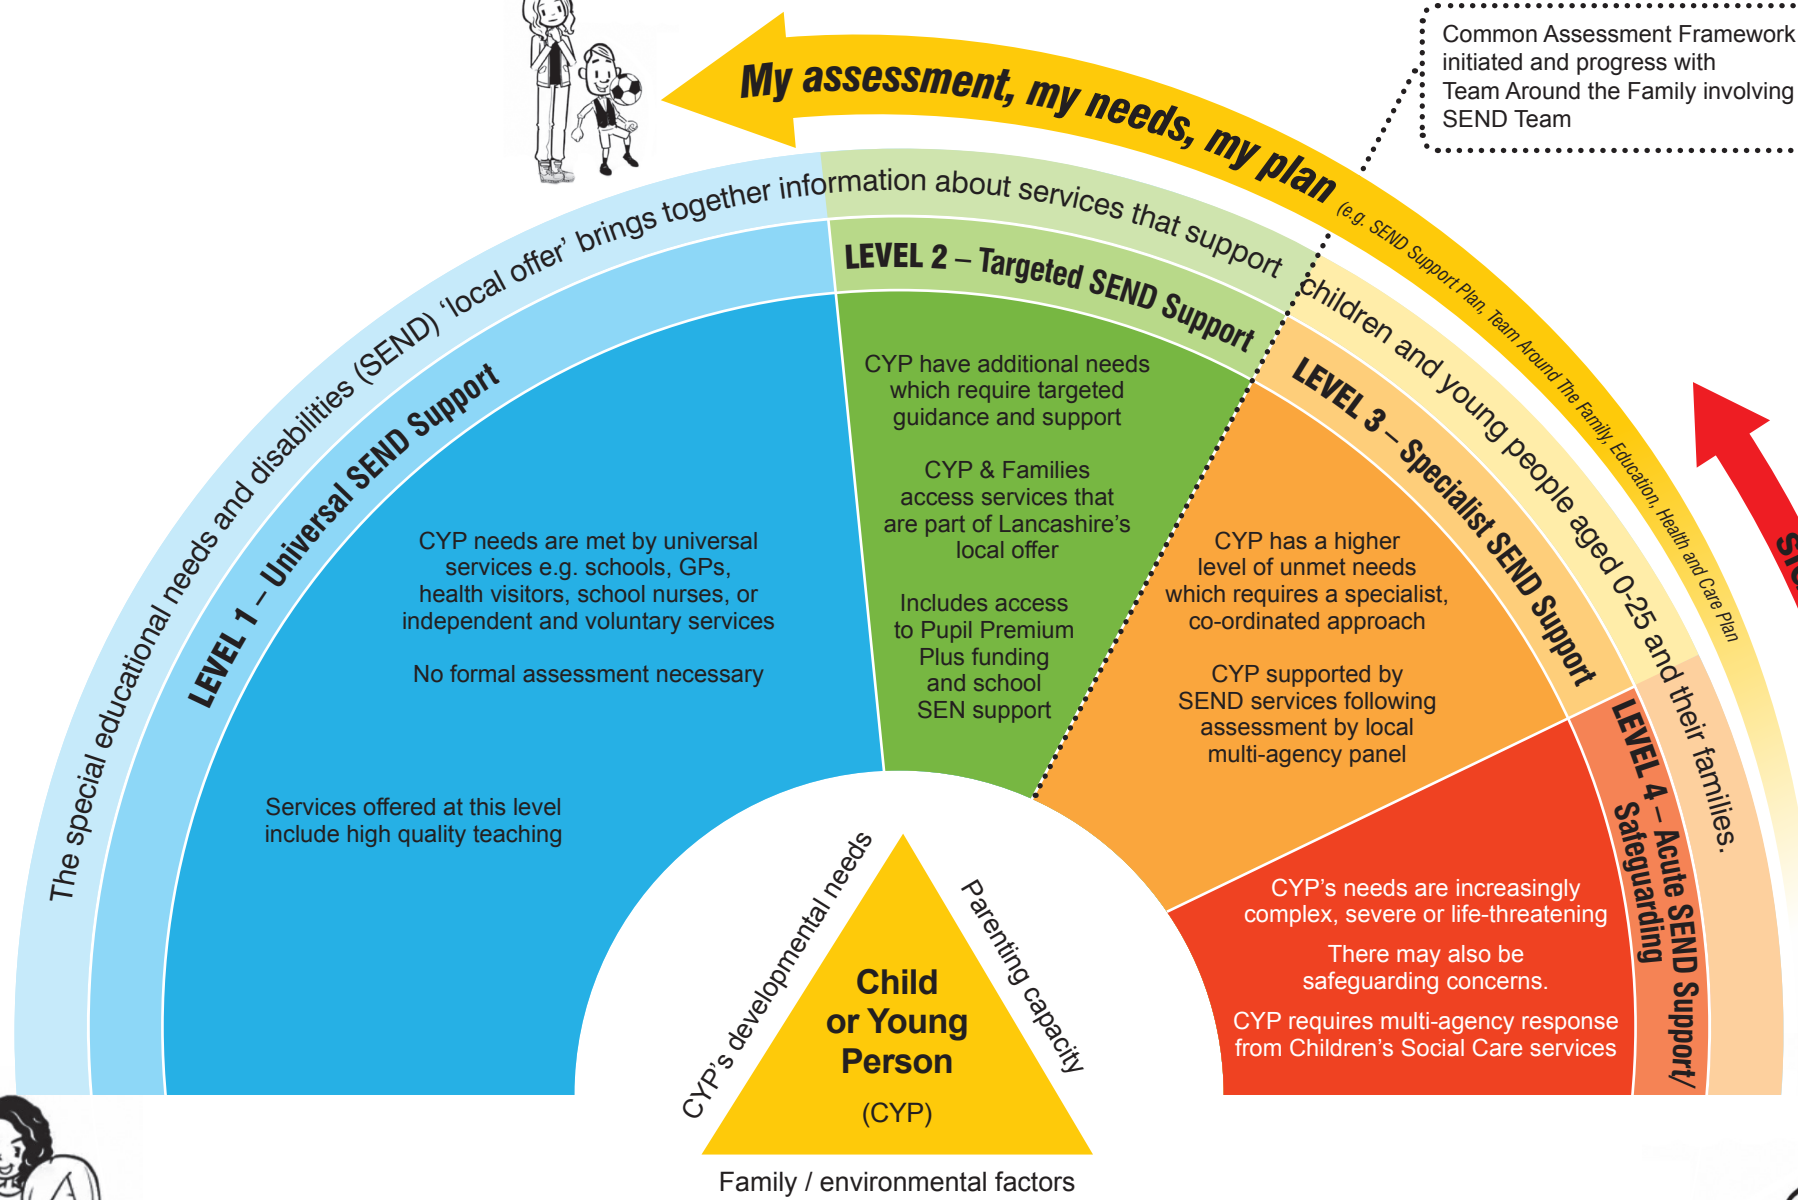 My assessment, my needs, my plan
(e.g. SEND Support Plan, Team Around The Family, Education, Health and Care Plan
Common Assessment Framework
initiated and progress with
Team Around the Family involving
SEND Team
The special educational needs and disabilities (SEND) ‘local offer’ brings together information about services that support children and young people aged 0-25 and their families.
LEVEL 1 – Universal SEND Support
CYP needs are met by universal
services e.g. schools, GPs,
health visitors, school nurses, or
independent and voluntary services
No formal assessment necessary
Services offered at this level
include high quality teaching
LEVEL 2 – Targeted SEND Support
CYP have additional needs
which require targeted
guidance and support
CYP & Families
access services that
are part of Lancashire’s
local offer
Includes access
to Pupil Premium
Plus funding
and school
SEN support
LEVEL 3 – Specialist SEND Support
CYP has a higher
level of unmet needs
which requires a specialist,
co-ordinated approach
CYP supported by
SEND services following
assessment by local
multi-agency panel
LEVEL 4 – Acute SEND Support/
Safeguarding
CYP’s needs are increasingly
complex, severe or life-threatening
There may also be
safeguarding concerns.
CYP requires multi-agency response
from Children’s Social Care services
CYP’s developmental needs
Parenting capacity
Child
or Young
Person
(CYP)
Family / environmental factors